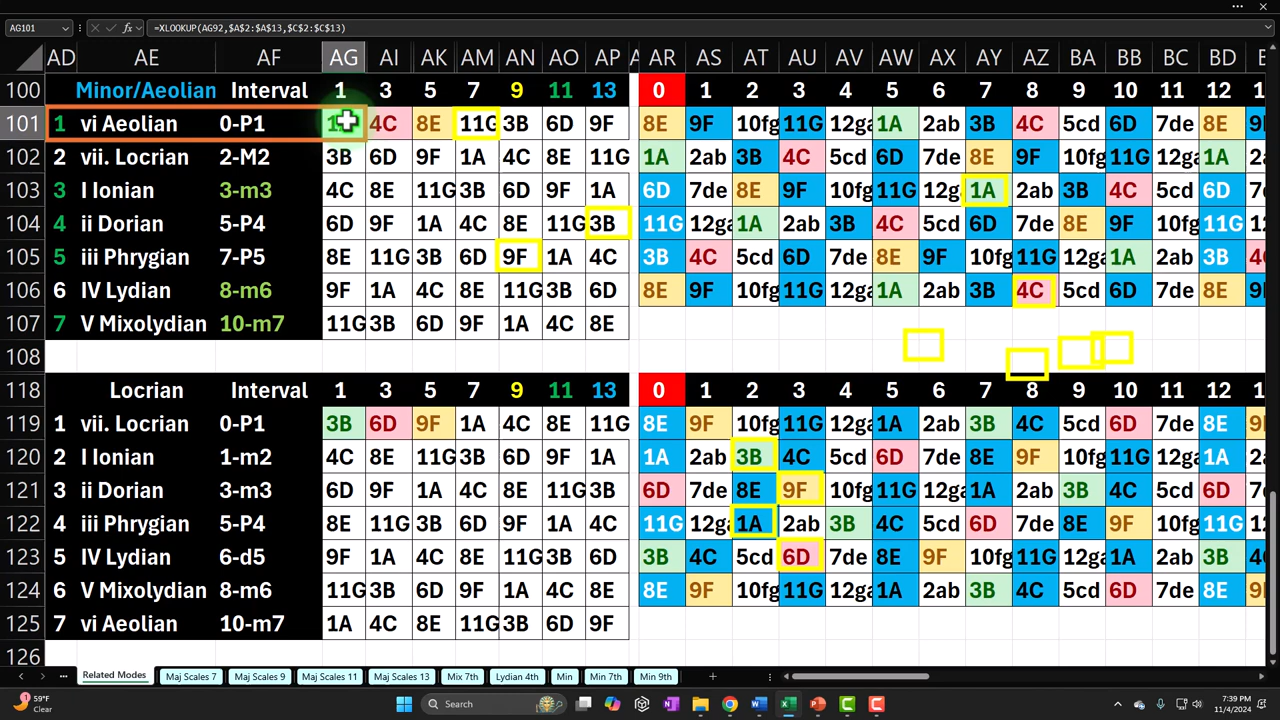 AG101 fx =XLOOKUP(AG92,$A$2:$A$13,$C$2:$C$13)
AD AE AF AG AI AK AM AN AO AP AR AS AT AU AV AW AX AY AZ BA BB BC BD
100 Minor/Aeolian Interval 1 3 5 7 9 11 13 0 1 2 3 4 5 6 7 8 9 10 11 12
101 1 vi Aeolian 0-P1 4C 8E 11G 3B 6D 9F 8E 9F 10fg 11G 12ga 1A 2ab 3B 4C 5cd 6D 7de 8E
102 2 vii. Locrian 2-M2 3B 6D 9F 1A 4C 8E 11G 1A 2ab 3B 4C 5cd 6D 7de 8E 9F 10fg 11G 12ga 1A
103 3 I Ionian 3-m3 4C 8E 11G 3B 6D 9F 1A 6D 7de 8E 9F 10fg 11G 12g 1A 2ab 3B 4C 5cd 6D
104 4 ii Dorian 5-P4 6D 9F 1A 4C 8E 11G 3B 11G 12ga 1A 2ab 3B 4C 5cd 6D 7de 8E 9F 10fg 11G
105 5 iii Phrygian 7-P5 8E 11G 3B 6D 9F 1A 4C 3B 4C 5cd 6D 7de 8E 9F 10fg 11G 12ga 1A 2ab 3B
106 6 IV Lydian 8-m6 9F 1A 4C 8E 11G 3B 6D 8E 9F 10fg 11G 12ga 1A 2ab 3B 4C 5cd 6D 7de 8E
107 7 V Mixolydian 10-m7 11G 3B 6D 9F 1A 4C 8E
108
118 Locrian Interval 1 3 5 7 9 11 13 0 1 2 3 4 5 6 7 8 9 10 11 12
119 1 vii. Locrian 0-P1 3B 6D 9F 1A 4C 8E 11G 8E 9F 10fg 11G 12ga 1A 2ab 3B 4C 5cd 6D 7de 8E
120 2 I Ionian 1-m2 4C 8E 11G 3B 6D 9F 1A 1A 2ab 3B 4C 5cd 6D 7de 8E 9F 10fg 11G 12ga 1A
121 3 ii Dorian 3-m3 6D 9F 1A 4C 8E 11G 3B 6D 7de 8E 9F 10fg 11G 12ga 1A 2ab 3B 4C 5cd 6D
122 4 iii Phrygian 5-P4 8E 11G 3B 6D 9F 1A 4C 11G 12ga 1A 2ab 3B 4C 5cd 6D 7de 8E 9F 10fg 11G
123 5 IV Lydian 6-d5 9F 1A 4C 8E 11G 3B 6D 3B 4C 5cd 6D 7de 8E 9F 10fg 11G 12ga 1A 2ab 3B
124 6 V Mixolydian 8-m6 11G 3B 6D 9F 1A 4C 8E 8E 9F 10fg 11G 12ga 1A 2ab 3B 4C 5cd 6D 7de 8E
125 7 vi Aeolian 10-m7 1A 4C 8E 11G 3B 6D 9F
126
Related Modes Maj Scales 7 Maj Scales 9 Maj Scales 11 Maj Scales 13 Mix 7th Lydian 4th Min Min 7th Min 9th
59°F
Clear
Search
7:39 PM
11/4/2024